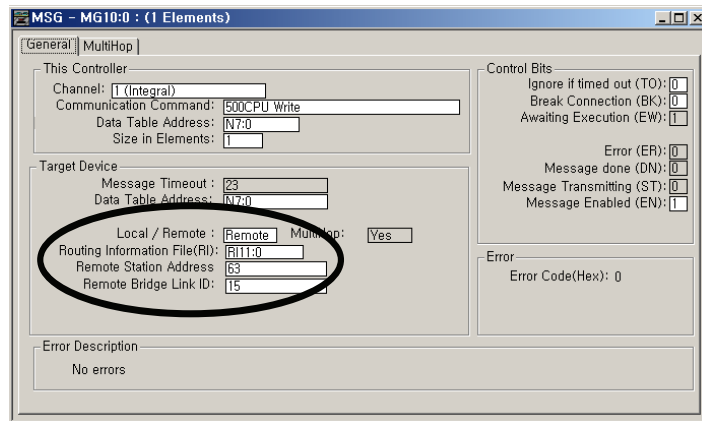 MSG - MG10:0 : (1 Elements)
General MultiHop
This Controller
Channel: 1 (Integral)
Communication Command: 500CPU Write
Data Table Address: N7:0
Size in Elements: 1
Target Device
Message Timeout : 23
Data Table Address: N7:0
Local / Remote : Remote MultiHop: Yes
Routing Information File(RI): RI11:0
Remote Station Address 63
Remote Bridge Link ID: 15
Control Bits
Ignore if timed out (TO): 0
Break Connection (BK): 0
Awaiting Execution (EW): 1
Error (ER): 0
Message done (DN): 0
Message Transmitting (ST): 0
Message Enabled (EN): 1
Error
Error Code(Hex): 0
Error Description
No errors